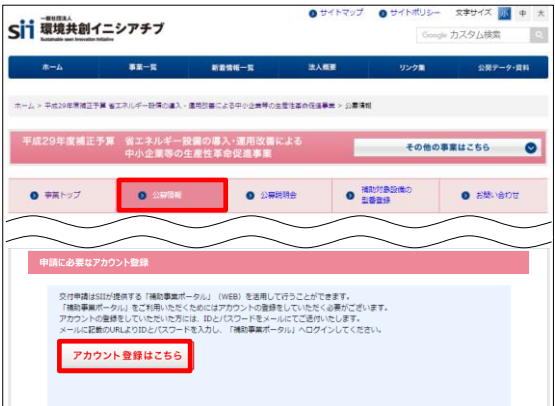 一般社団法人
sii 環境共創イニシアチブ
Sustainable open Innovation Initiative
サイトマップ サイトポリシー 文字サイズ 小 中 大
Google カスタム検索
ホーム 事業一覧 新着情報一覧 法人概要 リンク集 公開データ・資料
ホーム > 平成29年度補正予算 省エネルギー設備の導入・運用改善による中小企業等の生産性革命促進事業 > 公募情報
平成29年度補正予算 省エネルギー設備の導入・運用改善による
中小企業等の生産性革命促進事業
その他の事業はこちら
事業トップ 公募情報 公募説明会 補助対象設備の
型番登録 お問い合わせ
申請に必要なアカウント登録
交付申請はSIIが提供する「補助事業ポータル」（WEB）を活用して行うことができます。
「補助事業ポータル」をご利用いただくためにはアカウントの登録をしていただく必要がございます。
アカウントの登録をしていただいた方には、IDとパスワードをメールにてご送付いたします。
メールに記載のURLよりIDとパスワードを入力し、「補助事業ポータル」へログインしてください。
アカウント登録はこちら